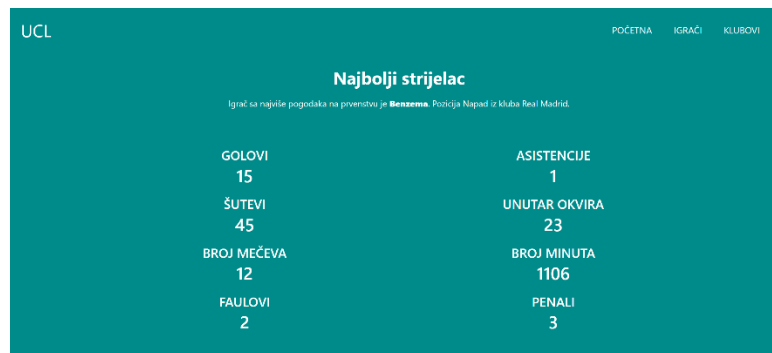 UCL POČETNA IGRAČI KLUBOVI
Najbolji strijelac
Igrač sa najviše pogodaka na prvenstvu je Benzema. Pozicija Napad iz kluba Real Madrid.
GOLOVI ASISTENCIJE
15 1
ŠUTEVI UNUTAR OKVIRA
45 23
BROJ MEČEVA BROJ MINUTA
12 1106
FAULOVI PENALI
2 3